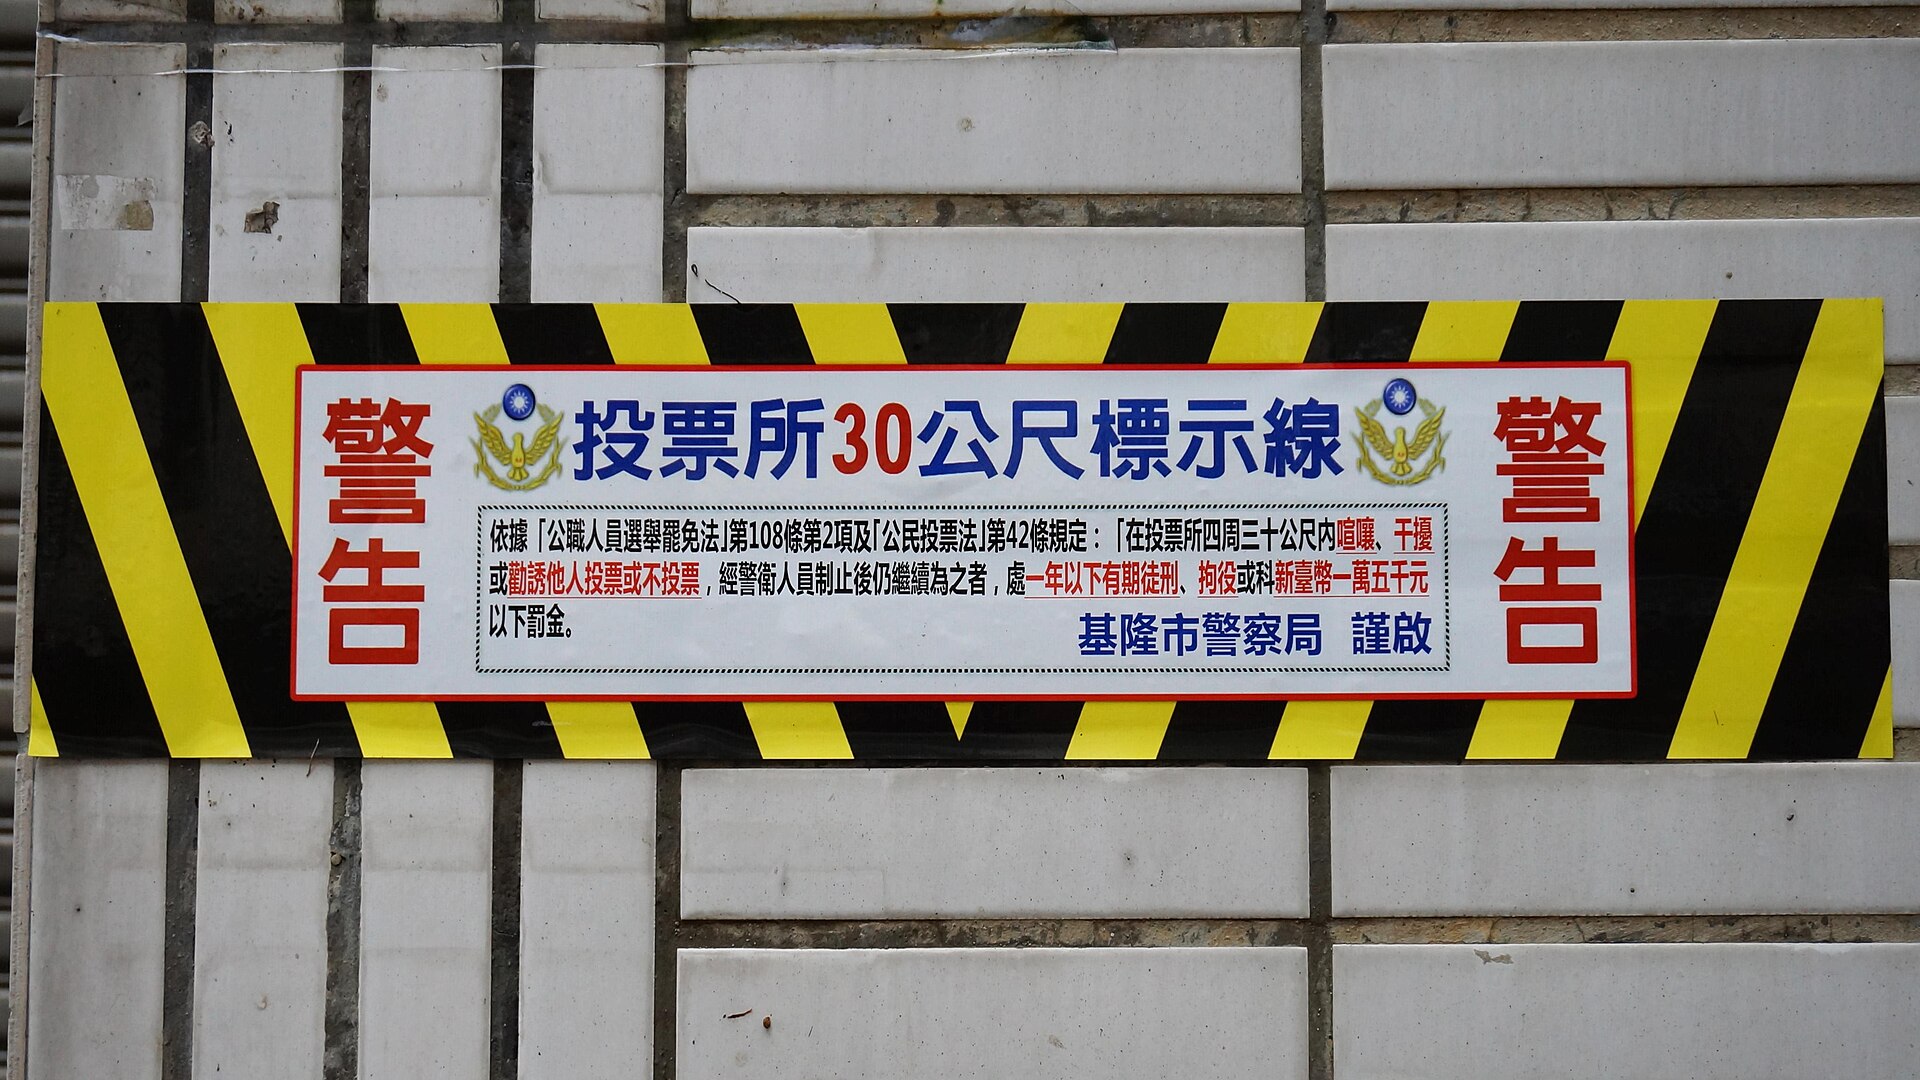 警告
投票所30公尺標示線
依據「公職人員選舉罷免法」第108條第2項及「公民投票法」第42條規定：「在投票所四周三十公尺內喧嚷、干擾
或勸誘他人投票或不投票，經警衛人員制止後仍繼續為之者，處一年以下有期徒刑、拘役或科新臺幣一萬五千元
以下罰金。
基隆市警察局 謹啟
警告